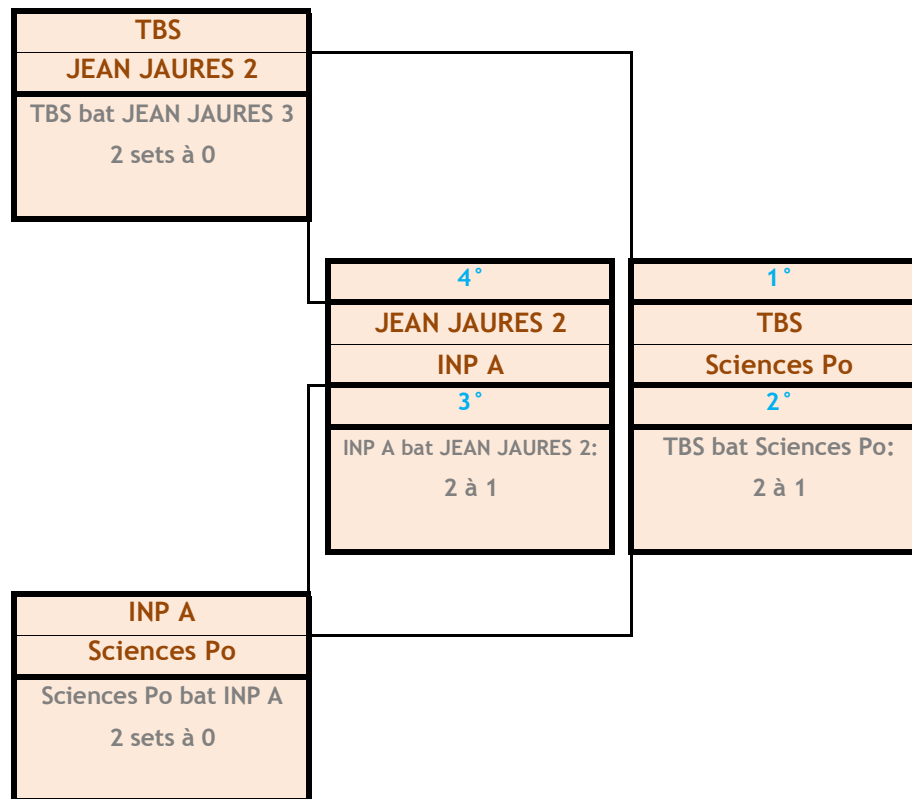 TBS
JEAN JAURES 2
TBS bat JEAN JAURES 3
2 sets à 0
4°
JEAN JAURES 2
INP A
3°
INP A bat JEAN JAURES 2:
2 à 1
1°
TBS
Sciences Po
2°
TBS bat Sciences Po:
2 à 1
INP A
Sciences Po
Sciences Po bat INP A
2 sets à 0